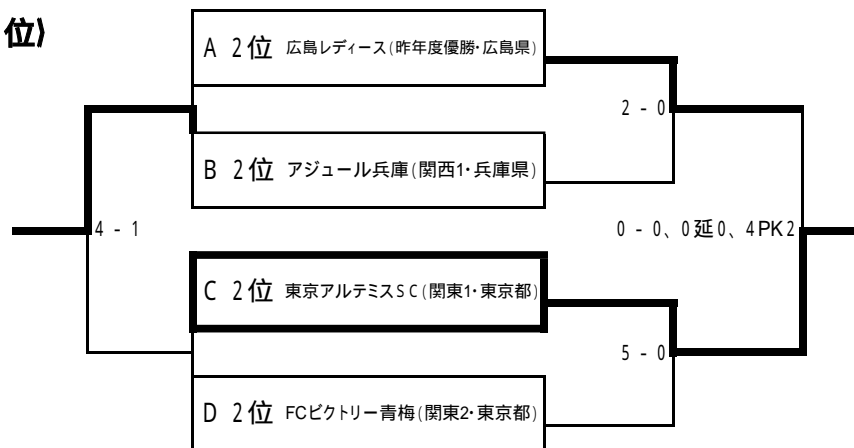 位)
A 2位 広島レディース(昨年度優勝・広島県)
2 - 0
B 2位 アジュール兵庫(関西1・兵庫県)
4 - 1
0 - 0、0延0、4PK2
C 2位 東京アルテミスSC(関東1・東京都)
5 - 0
D 2位 FCビクトリー青梅(関東2・東京都)